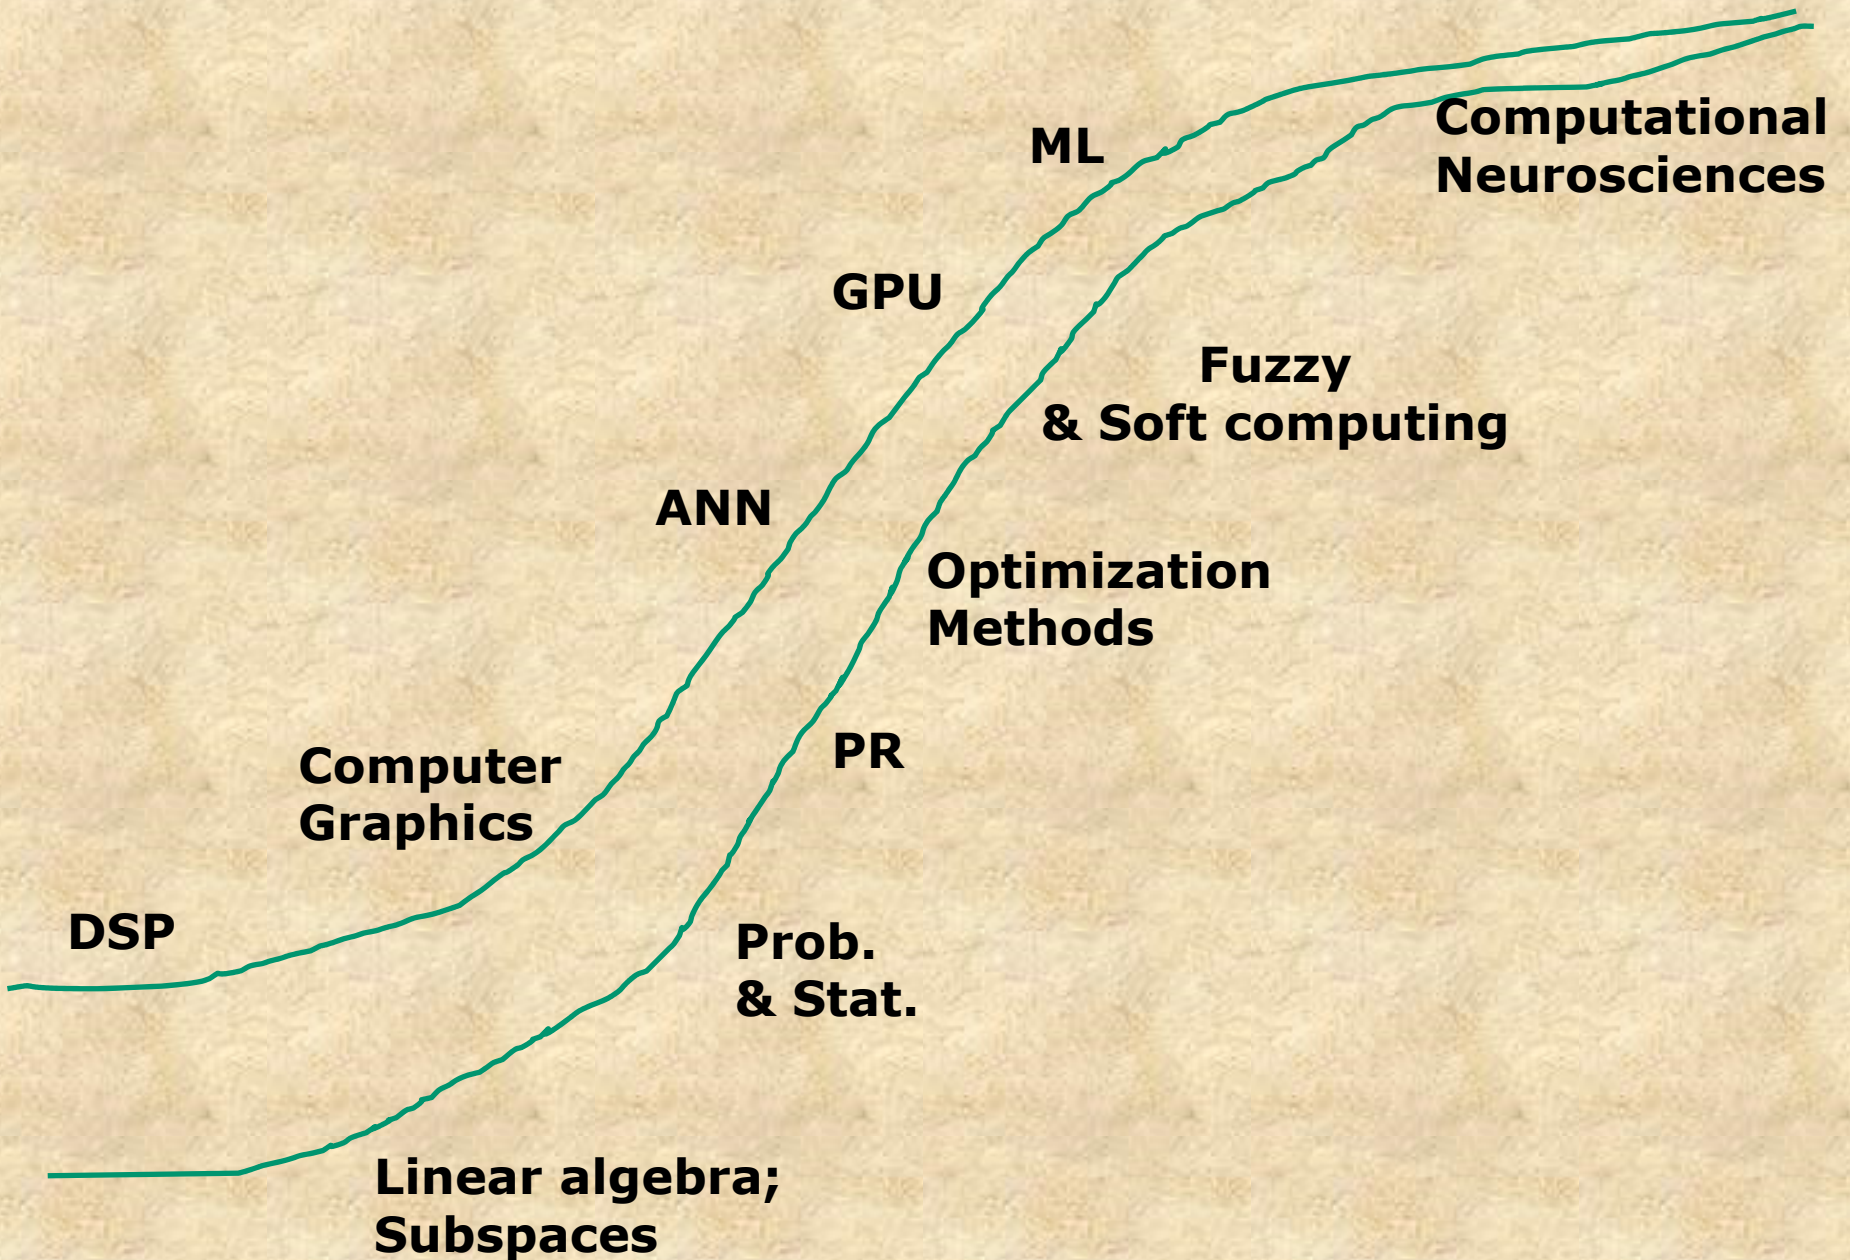 ML
Computational
Neurosciences
GPU
Fuzzy
& Soft computing
ANN
Optimization
Methods
PR
Computer
Graphics
DSP
Prob.
& Stat.
Linear algebra;
Subspaces